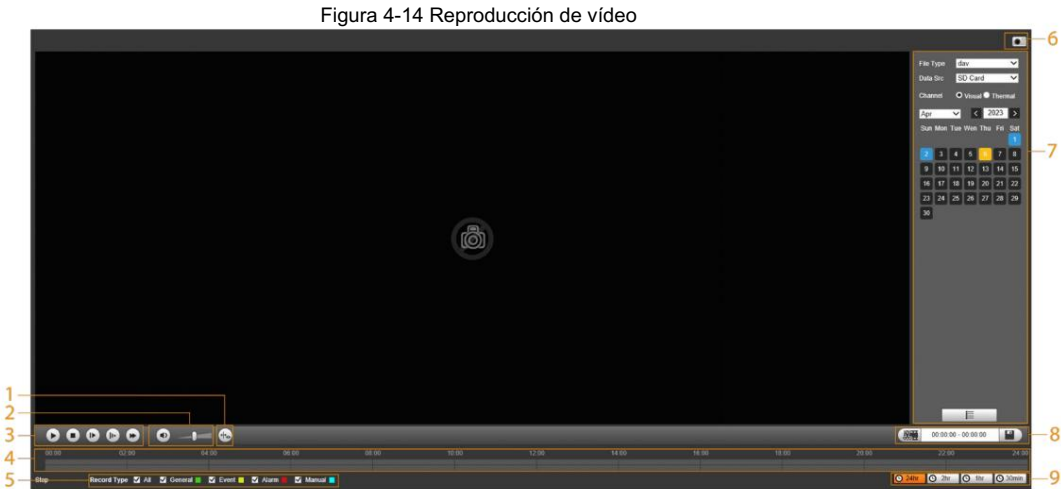 Figura 4-14 Reproducción de vídeo
6
File Type dav
Data Src SD Card
Channel Visual Thermal
Apr 2023
Sun Mon Tue Wed Thu Fri Sat
1
7
2 3 4 5 6 7 8
9 10 11 12 13 14 15
16 17 18 19 20 21 22
23 24 25 26 27 28 29
30
1
2
3
00:00:00 - 00:00:00
8
4
00:00 02:00 04:00 06:00 08:00 10:00 12:00 14:00 16:00 18:00 20:00 22:00 24:00
5
Stop Record Type All General Event Alarm Manual
24hr 2hr 1hr 30min
9